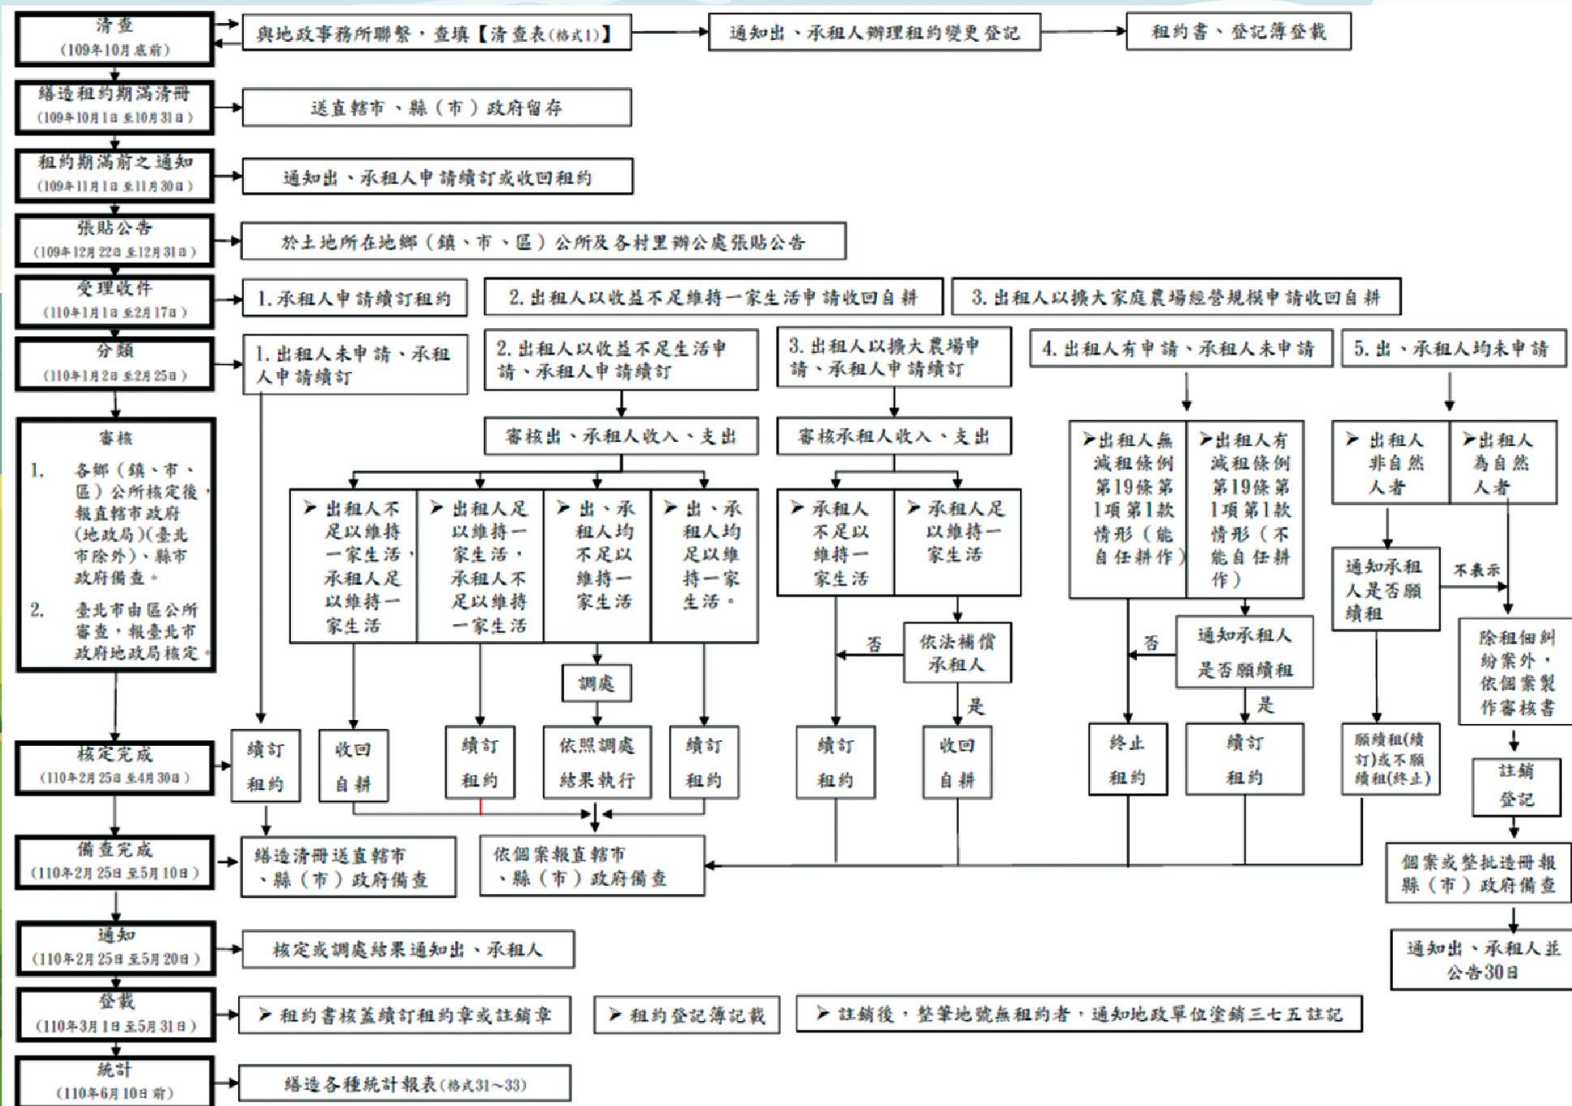 清查
(109年10月底前)
與地政事務所聯繫，查填【清查表(格式1)】
通知出、承租人辦理租約變更登記
租約書、登記簿登載
繕造租約期滿清冊
(109年10月1日至10月31日)
送直轄市、縣（市）政府留存
租約期滿前之通知
(109年11月1日至11月30日)
通知出、承租人申請續訂或收回租約
張貼公告
(109年12月22日至12月31日)
於土地所在地鄉（鎮、市、區）公所及各村里辦公處張貼公告
受理收件
(110年1月1日至2月17日)
1.承租人申請續訂租約
2.出租人以收益不足維持一家生活申請收回自耕
3.出租人以擴大家庭農場經營規模申請收回自耕
分類
(110年1月2日至2月25日)
1.出租人未申請、承租
人申請續訂
2.出租人以收益不足生活申
請、承租人申請續訂
3.出租人以擴大農場申
請、承租人申請續訂
4.出租人有申請、承租人未申請
5.出、承租人均未申請
審核
1. 各鄉（鎮、市、
區）公所核定後，
報直轄市政府
(地政局)(臺北
市除外)、縣市
政府備查。
2. 臺北市由區公所
審查，報臺北市
政府地政局核定。
審核出、承租人收入、支出
審核承租人收入、支出
➤ 出租人不
足以維持
一家生活，
承租人足
以維持一
家生活
➤ 出租人足
以維持一
家生活，
承租人不
足以維持
一家生活
➤ 出、承
租人均
不足以
維持一
家生活
➤ 出、承
租人均
足以維
持一家
生活。
➤ 承租人
不足以
維持一
家生活
➤ 承租人足
以維持一
家生活
➤出租人無
減租條例
第19條第
1項第1款
情形（能
自任耕作）
➤出租人有
減租條例
第19條第
1項第1款
情形（不
能自任耕
作）
➤ 出租人
非自然
人者
➤ 出租人
為自然
人者
調處
否
依法補償
承租人
是
否
通知承租人
是否願續租
是
通知承租
人是否願
續租
不表示
除租佃糾
紛案外，
依個案製
作審核書
核定完成
(110年2月25日至4月30日)
續訂
租約
收回
自耕
續訂
租約
依照調處
結果執行
續訂
租約
續訂
租約
收回
自耕
終止
租約
續訂
租約
願續租(續
訂)或不願
續租(終止)
註銷
登記
備查完成
(110年2月25日至5月10日)
繕造清冊送直轄市
、縣（市）政府備查
依個案報直轄市
、縣（市）政府備查
個案或整批造冊報
縣（市）政府備查
通知
(110年2月25日至5月20日)
核定或調處結果通知出、承租人
通知出、承租人並
公告30日
登載
(110年3月1日至5月31日)
➤ 租約書核蓋續訂租約章或註銷章
➤ 租約登記簿記載
➤ 註銷後，整筆地號無租約者，通知地政單位塗銷三七五註記
統計
(110年6月10日前)
繕造各種統計報表(格式31～33)